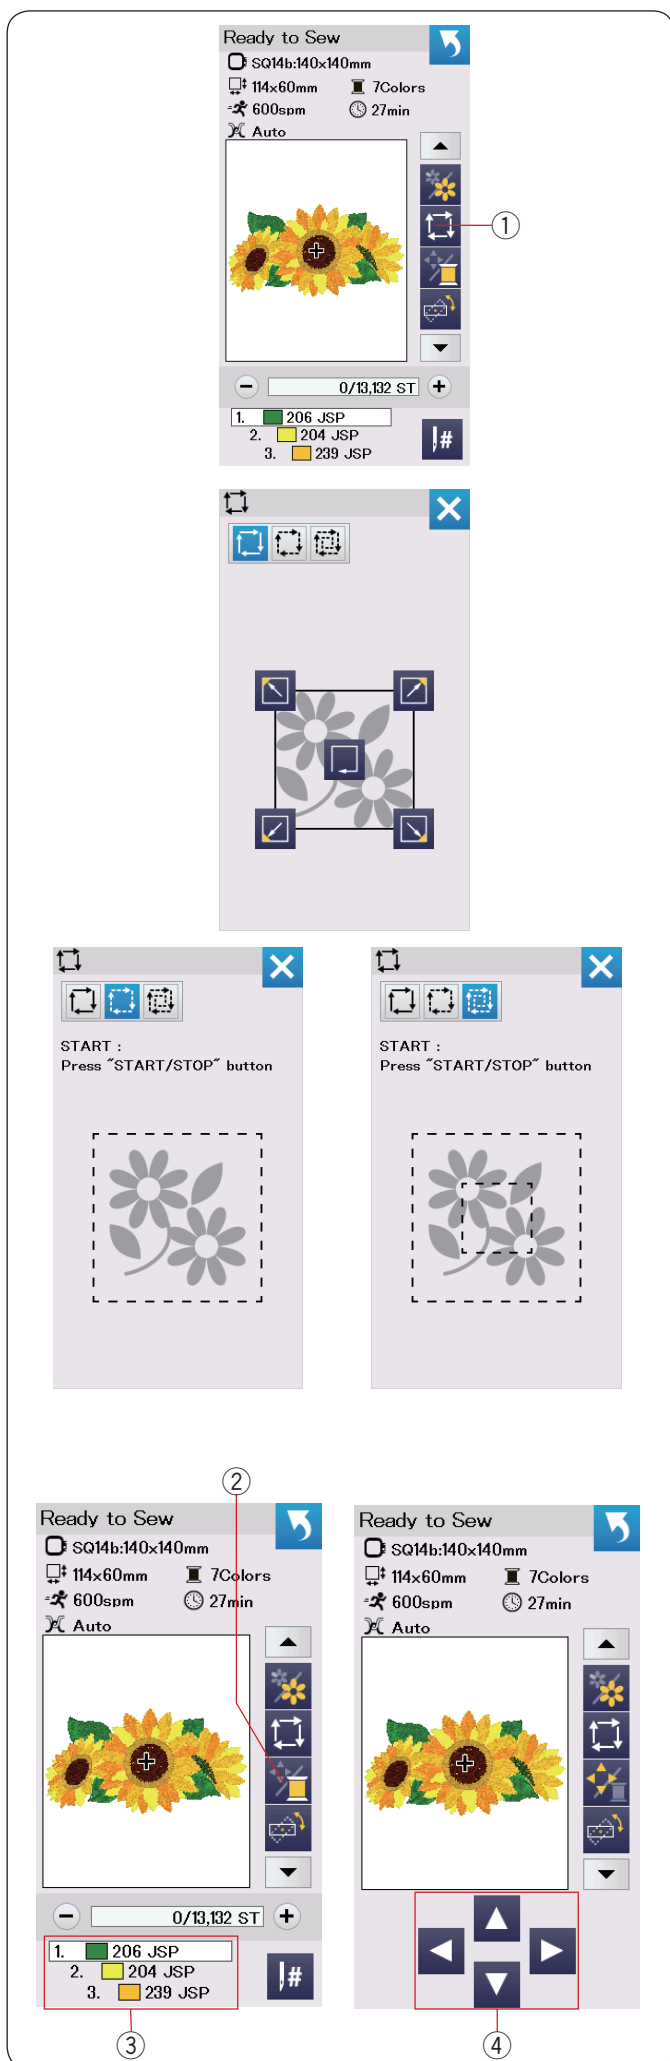 Ready to Sew
SQ14b:140x140mm
114x60mm 7Colors
600spm 27min
Auto
①
0/13,132 ST
1. 206 JSP
2. 204 JSP
3. 239 JSP
#
START :
Press "START/STOP" button
START :
Press "START/STOP" button
②
Ready to Sew
SQ14b:140x140mm
114x60mm 7Colors
600spm 27min
Auto
0/13,132 ST
1. 206 JSP
2. 204 JSP
3. 239 JSP
#
③
Ready to Sew
SQ14b:140x140mm
114x60mm 7Colors
600spm 27min
Auto
④